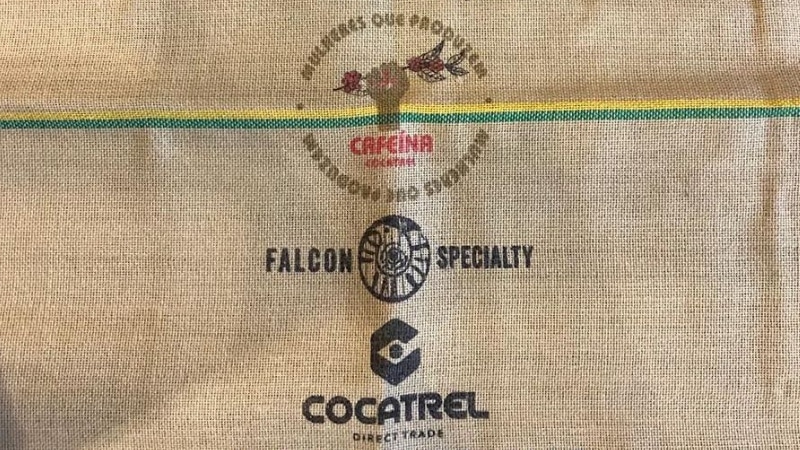 MULHERES QUE PRODUZEM
CAFEÍNA
COCATREL
MULHERES QUE PRODUZEM
FALCON SPECIALTY
COCATREL
DIRECT TRADE